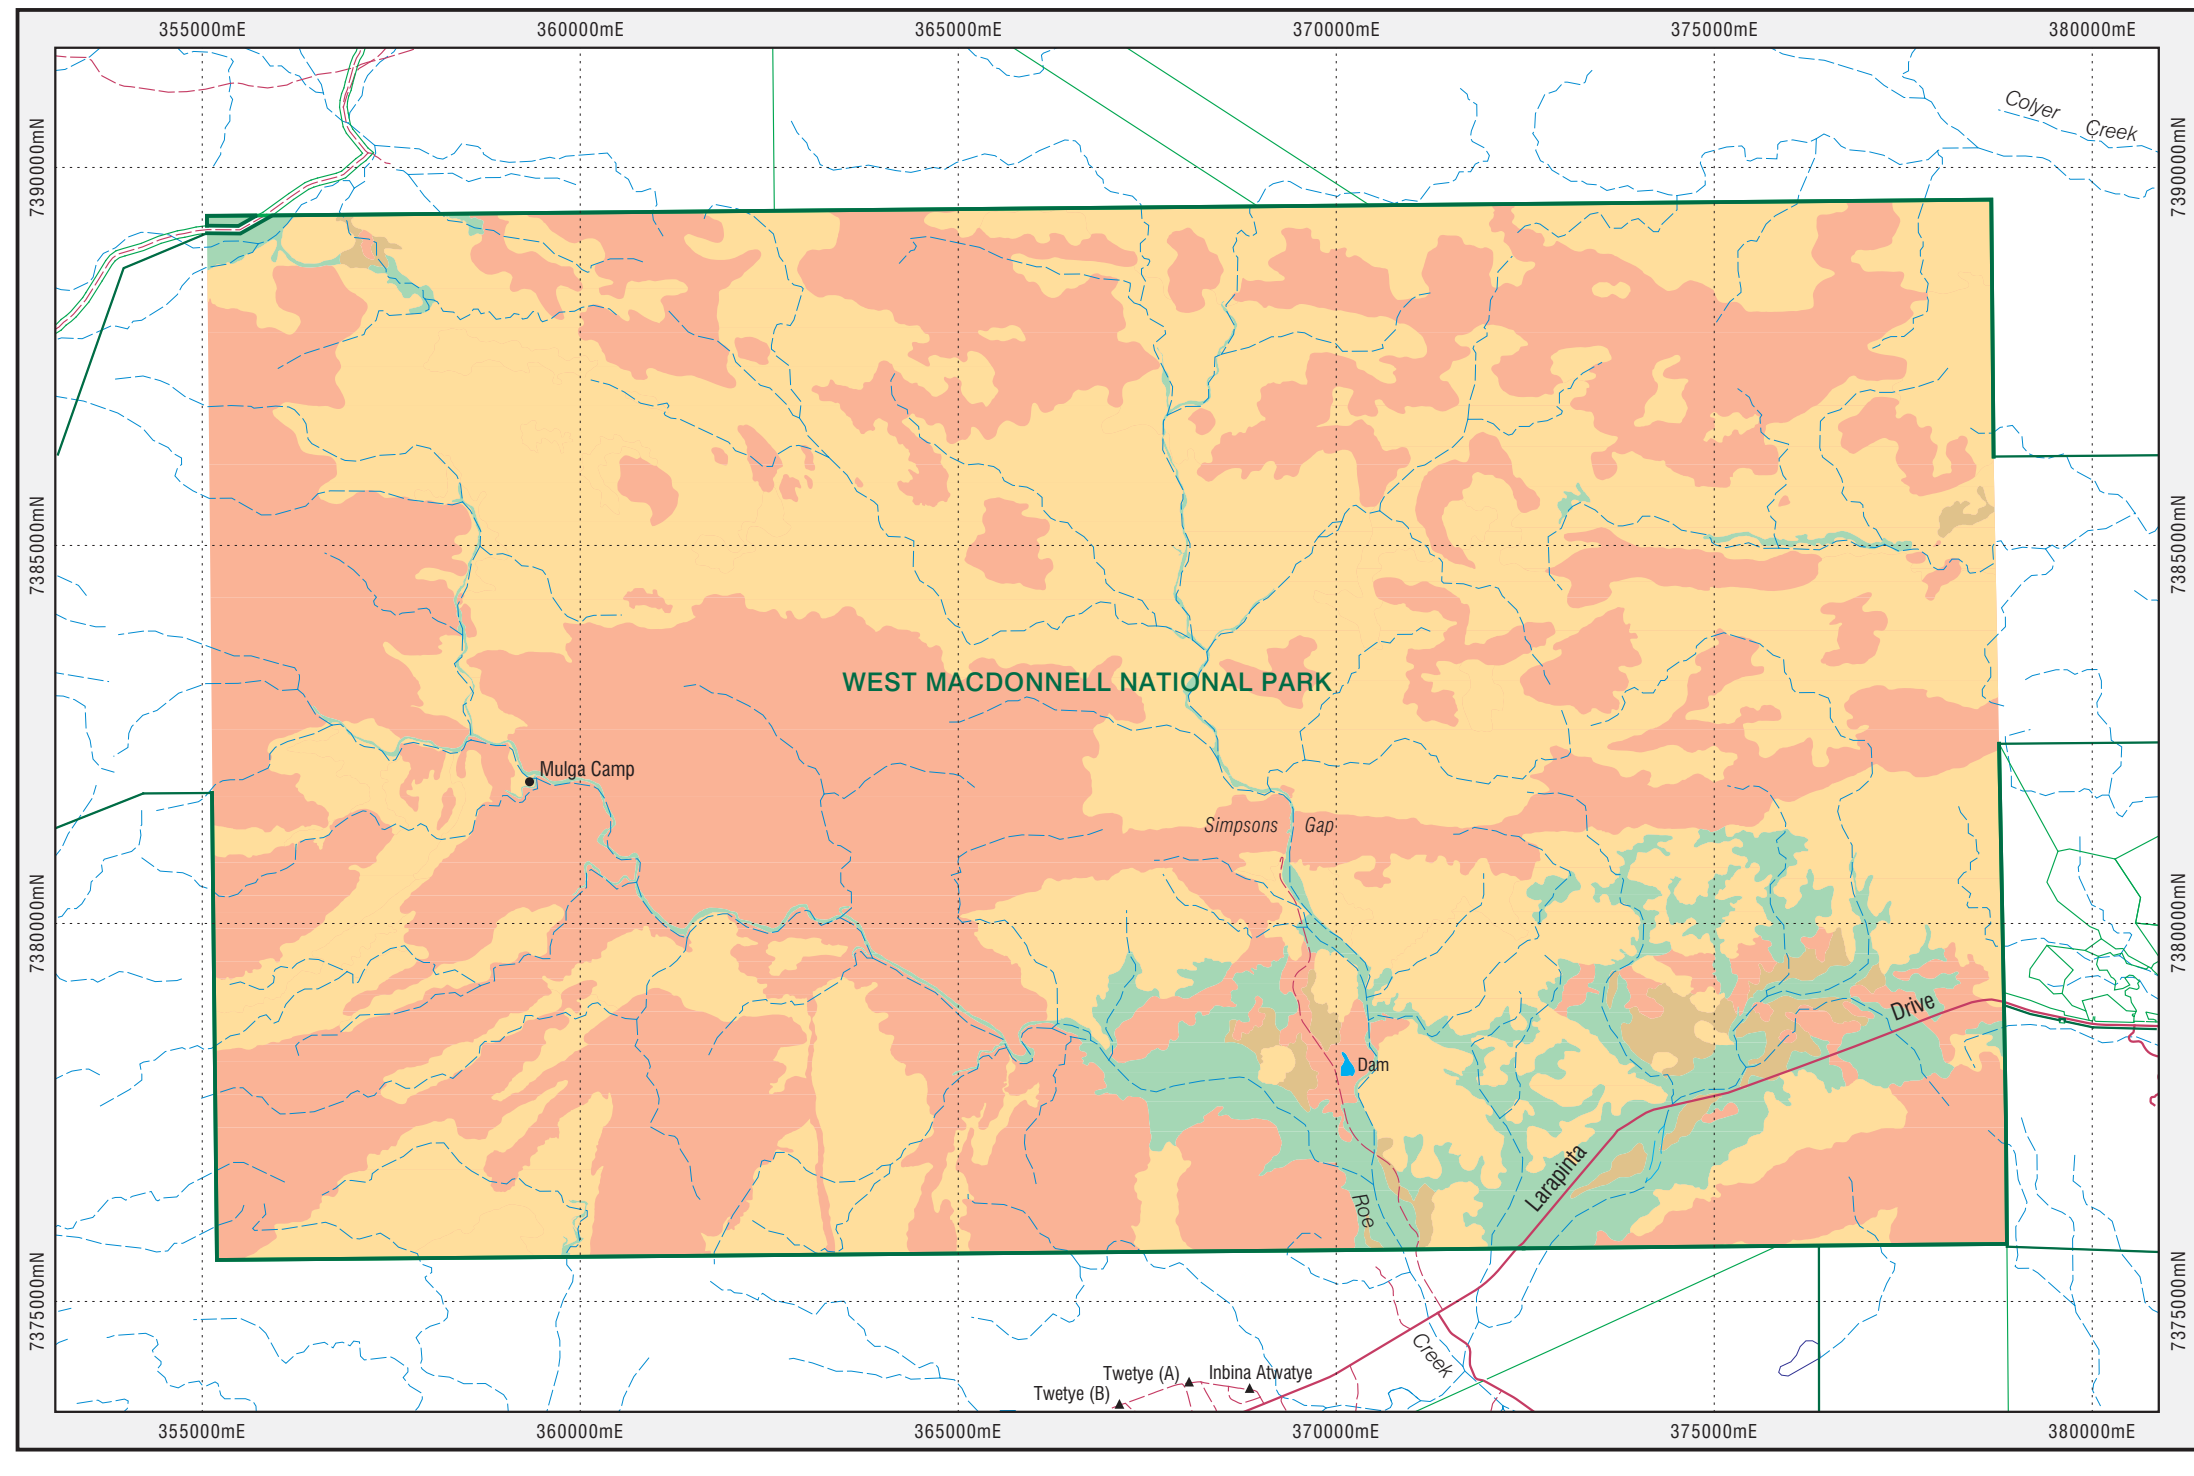 355000mE 360000mE 365000mE 370000mE 375000mE 380000mE
Colyer Creek
7390000mN 7390000mN
7385000mN 7385000mN
WEST MACDONNELL NATIONAL PARK
Mulga Camp
Simpsons Gap
7380000mN 7380000mN
Drive
Dam
Larapinta
Roe
7375000mN 7375000mN
Creek
Twetye (A) Inbina Atwatye
Twetye (B)
355000mE 360000mE 365000mE 370000mE 375000mE 380000mE